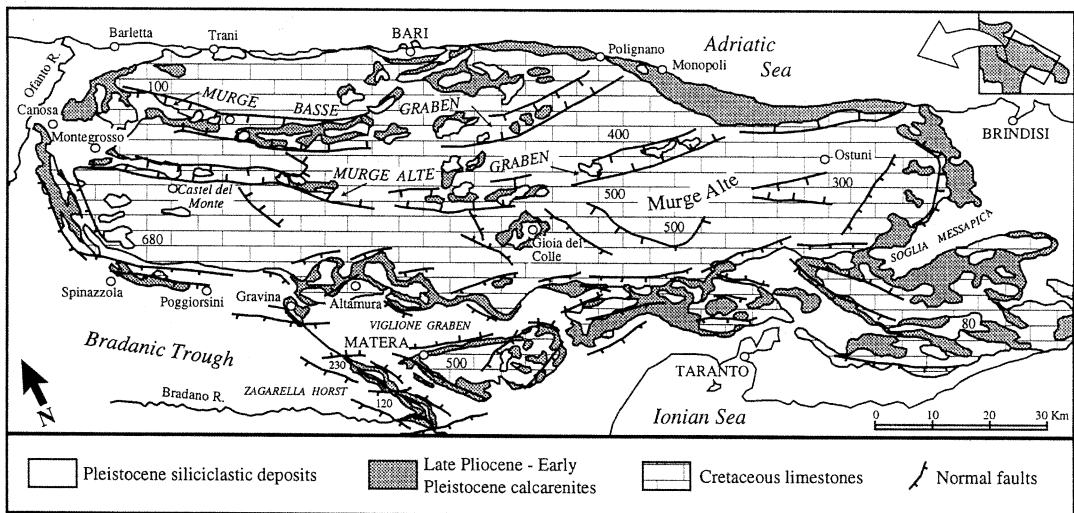 Barletta
Trani
BARI
Polignano
Monopoli
Adriatic
Sea
Ofanto R.
Canosa
Montegrosso
100
MURGE
BASSE
GRABEN
400
BRINDISI
Ostuni
300
MURGE ALTE
GRABEN
500
Murge Alte
500
Castel del
Monte
680
Gioia del
Colle
SOGLIA MESSAPICA
Spinazzola
Poggiorsini
Gravina
Altamura
80
VIGLIONE GRABEN
MATERA
500
Bradanic Trough
230
ZAGARELLA HORST
120
Bradano R.
TARANTO
Ionian Sea
N
0 10 20 30 Km
Pleistocene siliciclastic deposits
Late Pliocene - Early
Pleistocene calcarenites
Cretaceous limestones
Normal faults